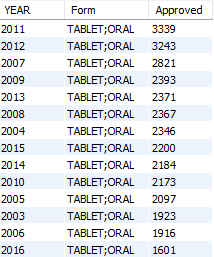 YEAR Form Approved
2011 TABLET;ORAL 3339
2012 TABLET;ORAL 3243
2007 TABLET;ORAL 2821
2009 TABLET;ORAL 2393
2013 TABLET;ORAL 2371
2008 TABLET;ORAL 2367
2004 TABLET;ORAL 2346
2015 TABLET;ORAL 2200
2014 TABLET;ORAL 2184
2010 TABLET;ORAL 2173
2005 TABLET;ORAL 2097
2003 TABLET;ORAL 1923
2006 TABLET;ORAL 1916
2016 TABLET;ORAL 1601